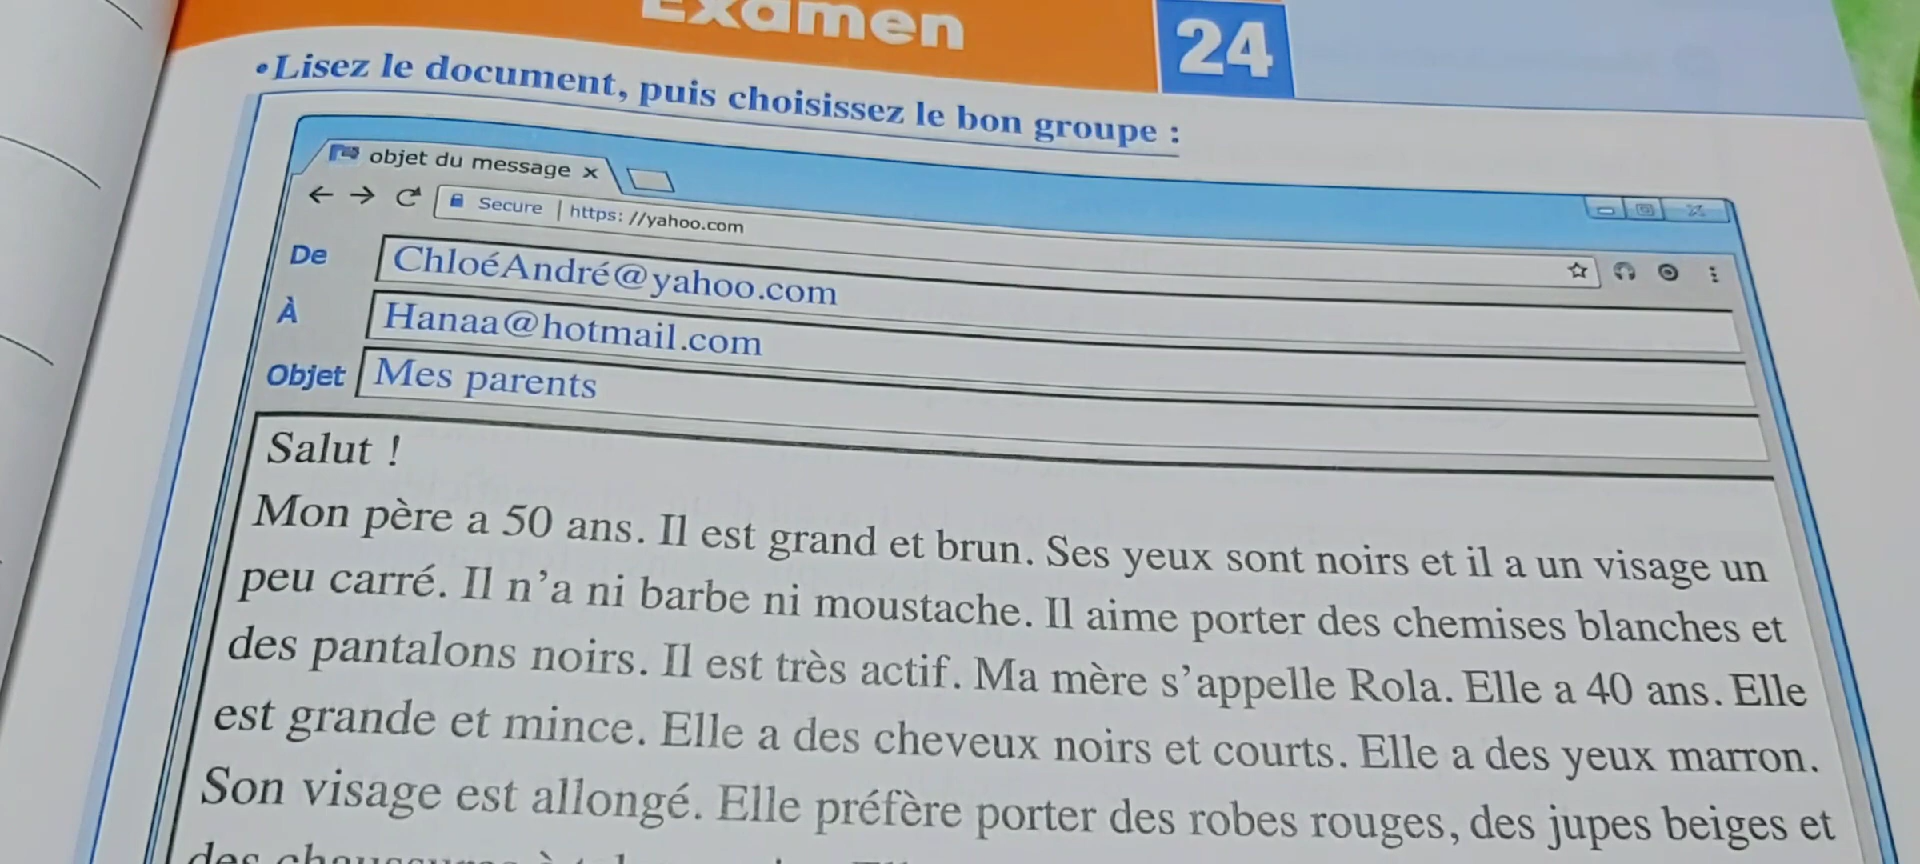 Examen
24
•Lisez le document, puis choisissez le bon groupe :
objet du message x
Secure | https: //yahoo.com
De ChloéAndré@yahoo.com
À Hanaa@hotmail.com
Objet Mes parents
Salut !
Mon père a 50 ans. Il est grand et brun. Ses yeux sont noirs et il a un visage un
peu carré. Il n'a ni barbe ni moustache. Il aime porter des chemises blanches et
des pantalons noirs. Il est très actif. Ma mère s'appelle Rola. Elle a 40 ans. Elle
est grande et mince. Elle a des cheveux noirs et courts. Elle a des yeux marron.
Son visage est allongé. Elle préfère porter des robes rouges, des jupes beiges et
des